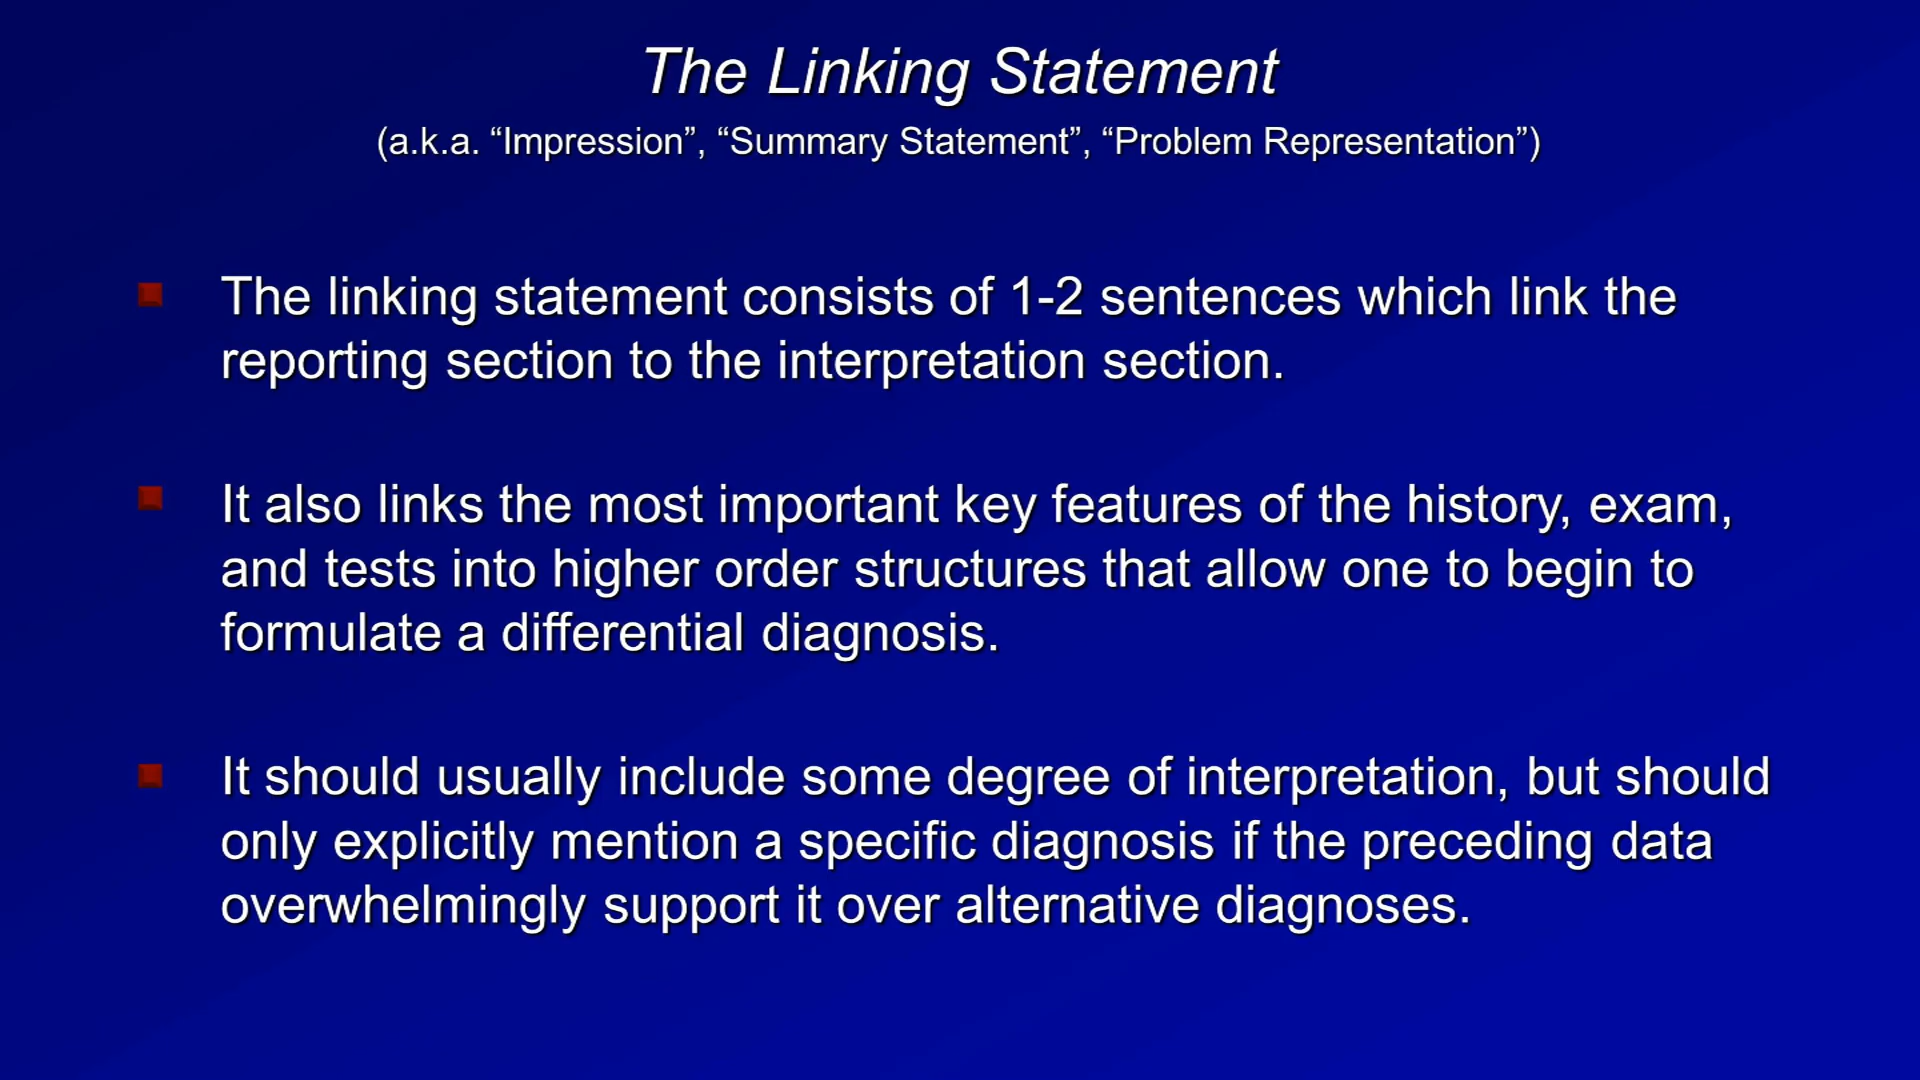 The Linking Statement
(a.k.a. “Impression”, “Summary Statement”, “Problem Representation”)
The linking statement consists of 1-2 sentences which link the
reporting section to the interpretation section.
It also links the most important key features of the history, exam,
and tests into higher order structures that allow one to begin to
formulate a differential diagnosis.
It should usually include some degree of interpretation, but should
only explicitly mention a specific diagnosis if the preceding data
overwhelmingly support it over alternative diagnoses.